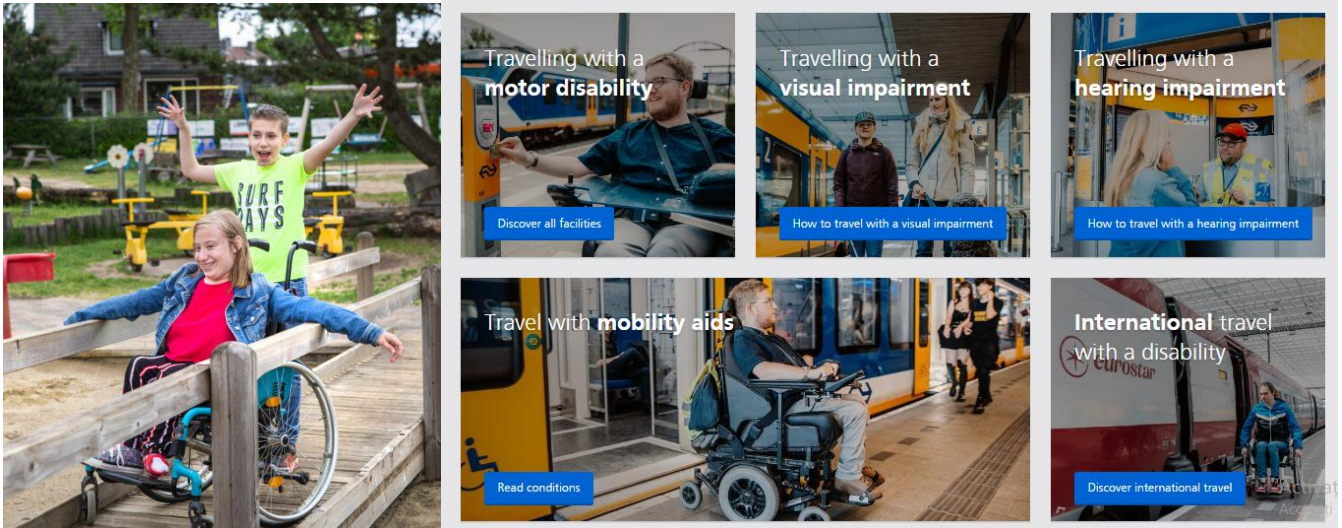 SURF
DAYS
Travelling with a
motor disability
Discover all facilities
Travelling with a
visual impairment
How to travel with a visual impairment
Travelling with a
hearing impairment
How to travel with a hearing impairment
Travel with mobility aids
Read conditions
International travel
with a disability
eurostar
Discover international travel